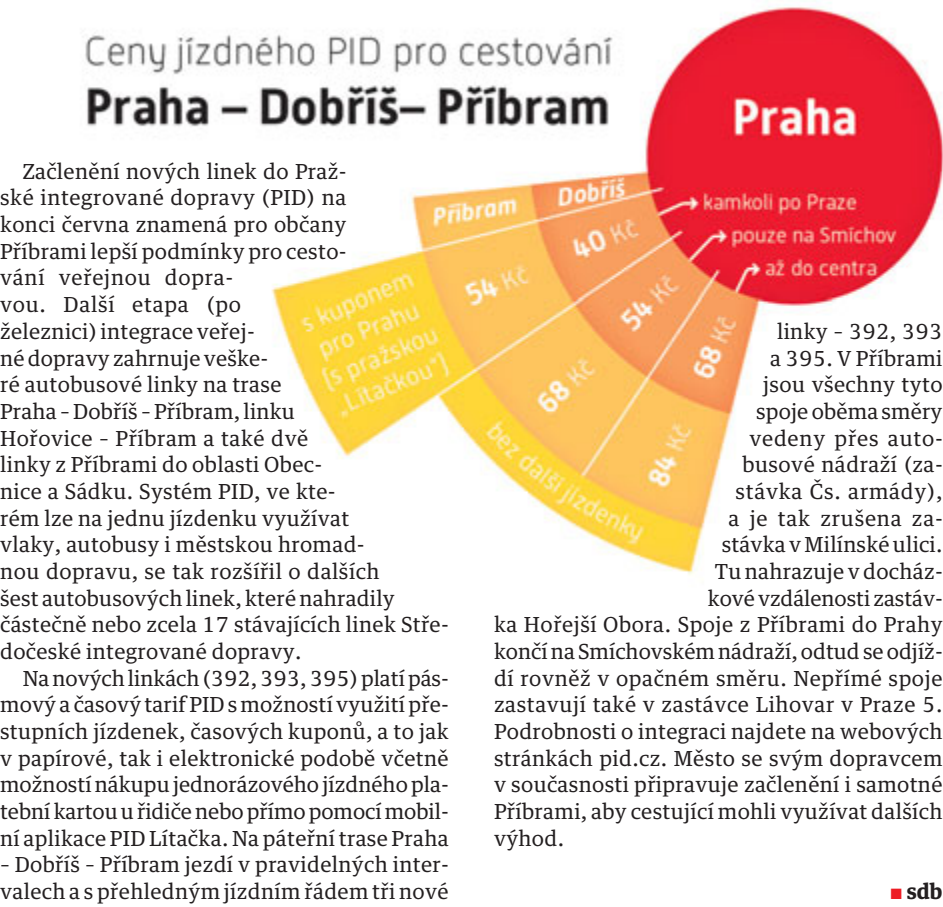 Ceny jízdného PID pro cestování
Praha – Dobříš– Příbram
Praha
kamkoli po Praze
pouze na Smíchov
až do centra
Příbram
Dobříš
s kuponem
pro Prahu
(s pražskou
„Lítačkou“)
54 Kč
40 Kč
bez další jízdenky
68 Kč
54 Kč
84 Kč
68 Kč
Začlenění nových linek do Praž-
ské integrované dopravy (PID) na
konci června znamená pro občany
Příbrami lepší podmínky pro cesto-
vání veřejnou dopra-
vou. Další etapa (po
železnici) integrace veřej-
né dopravy zahrnuje veške-
ré autobusové linky na trase
Praha – Dobříš – Příbram, linku
Hořovice – Příbram a také dvě
linky z Příbrami do oblasti Obec-
nice a Sádku. Systém PID, ve kte-
rém lze na jednu jízdenku využívat
vlaky, autobusy i městskou hromad-
nou dopravu, se tak rozšířil o dalších
šest autobusových linek, které nahradily
částečně nebo zcela 17 stávajících linek Stře-
dočeské integrované dopravy.
Na nových linkách (392, 393, 395) platí pás-
mový a časový tarif PID s možností využití pře-
stupních jízdenek, časových kuponů, a to jak
v papírové, tak i elektronické podobě včetně
možností nákupu jednorázového jízdného pla-
tební kartou u řidiče nebo přímo pomocí mobil-
ní aplikace PID Lítačka. Na páteřní trase Praha
– Dobříš – Příbram jezdí v pravidelných inter-
valech a s přehledným jízdním řádem tři nové
linky – 392, 393
a 395. V Příbrami
jsou všechny tyto
spoje oběma směry
vedeny přes auto-
busové nádraží (za-
stávka Čs. armády),
a je tak zrušena za-
stávka v Milínské ulici.
Tu nahrazuje v docház-
kové vzdálenosti zastáv-
ka Hořejší Obora. Spoje z Příbrami do Prahy
končí na Smíchovském nádraží, odtud se odjíž-
dí rovněž v opačném směru. Nepřímé spoje
zastavují také v zastávce Lihovar v Praze 5.
Podrobnosti o integraci najdete na webových
stránkách pid.cz. Město se svým dopravcem
v současnosti připravuje začlenění i samotné
Příbrami, aby cestující mohli využívat dalších
výhod.
sdb